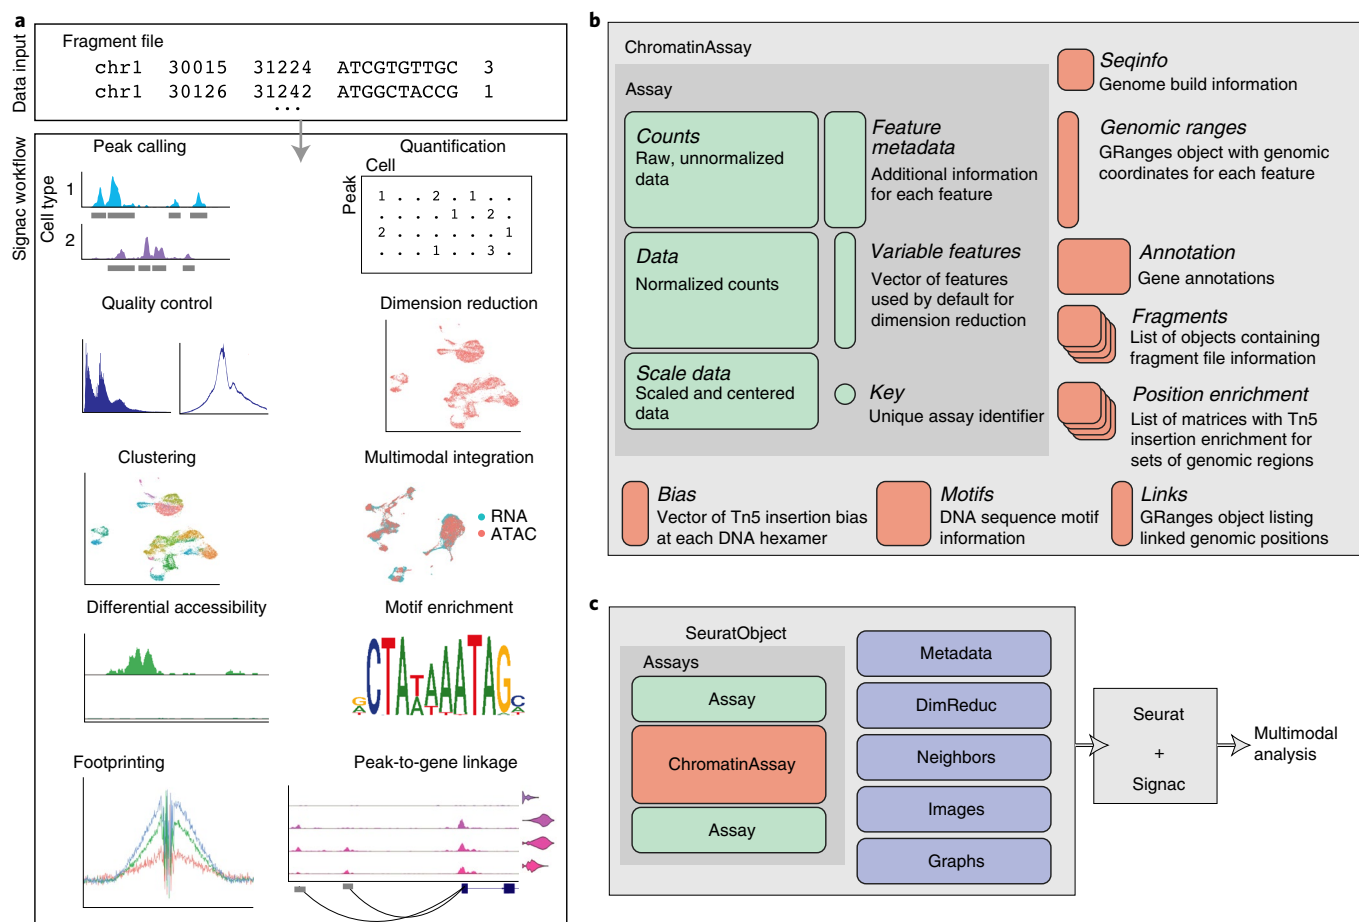 a
Data input
Fragment file
chr1 30015 31224 ATCGTGTTGC 3
chr1 30126 31242 ATGGCTACCG 1
...
Signac workflow
Peak calling
Cell type
1
2
Quantification
Cell
Peak
1 . . 2 . 1 . .
. . . . 1 . 2 .
2 . . . . . . 1
. . . 1 . . 3 .
Quality control
Dimension reduction
Clustering
Multimodal integration
RNA
ATAC
Differential accessibility
Motif enrichment
GCTATAAATAGC
Footprinting
Peak-to-gene linkage
b
ChromatinAssay
Assay
Counts
Raw, unnormalized
data
Feature
metadata
Additional information
for each feature
Data
Normalized counts
Variable features
Vector of features
used by default for
dimension reduction
Scale data
Scaled and centered
data
Key
Unique assay identifier
Seqinfo
Genome build information
Genomic ranges
GRanges object with genomic
coordinates for each feature
Annotation
Gene annotations
Fragments
List of objects containing
fragment file information
Position enrichment
List of matrices with Tn5
insertion enrichment for
sets of genomic regions
Bias
Vector of Tn5 insertion bias
at each DNA hexamer
Motifs
DNA sequence motif
information
Links
GRanges object listing
linked genomic positions
c
SeuratObject
Assays
Assay
ChromatinAssay
Assay
Metadata
DimReduc
Neighbors
Images
Graphs
Seurat
+
Signac
Multimodal
analysis